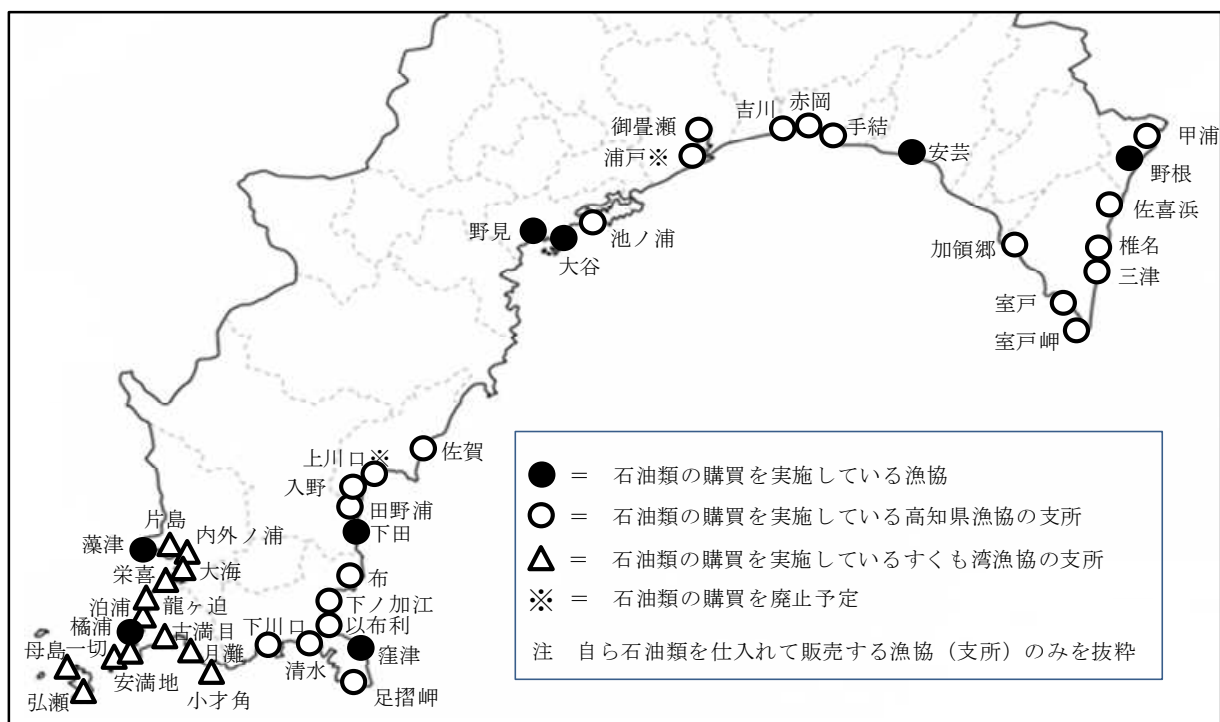 吉川
赤岡
御畳瀬
手結
甲浦
浦戸※
安芸
野根
佐喜浜
野見
池ノ浦
大谷
加領郷
椎名
三津
室戸
室戸岬
佐賀
上川口※
入野
田野浦
下田
片島
内外ノ浦
藻津
大海
栄喜
布
泊浦
龍ヶ迫
下ノ加江
橘浦
古満目
下川口
以布利
母島
一切
月灘
窪津
安満地
清水
弘瀬
小才角
足摺岬
● ＝ 石油類の購買を実施している漁協
○ ＝ 石油類の購買を実施している高知県漁協の支所
△ ＝ 石油類の購買を実施しているすくも湾漁協の支所
※ ＝ 石油類の購買を廃止予定
注 自ら石油類を仕入れて販売する漁協（支所）のみを抜粋